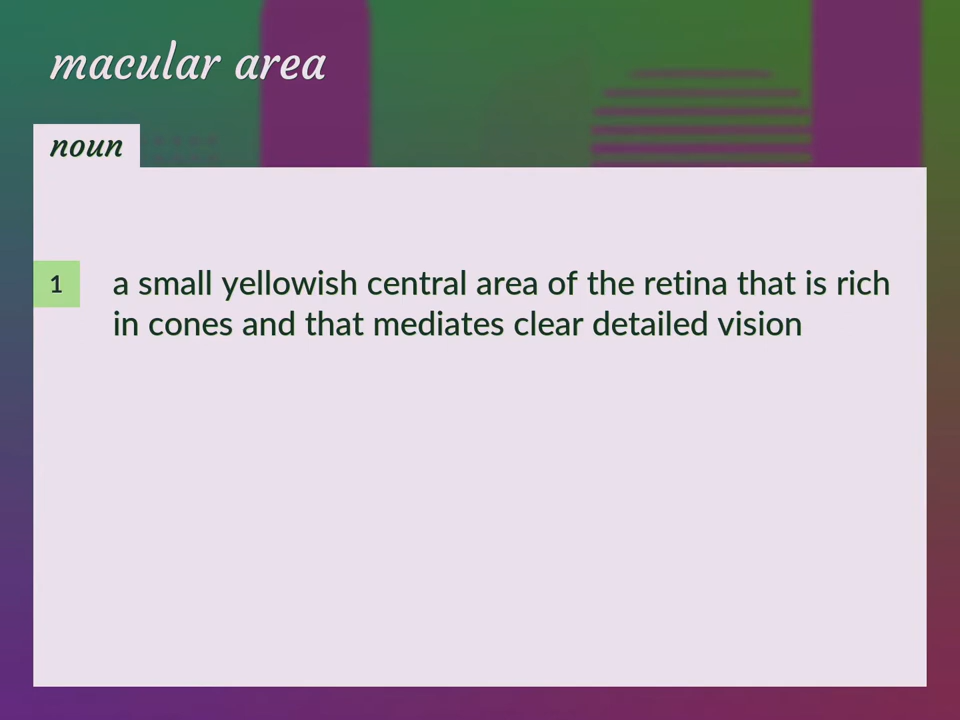 macular area
noun
1 a small yellowish central area of the retina that is rich
in cones and that mediates clear detailed vision